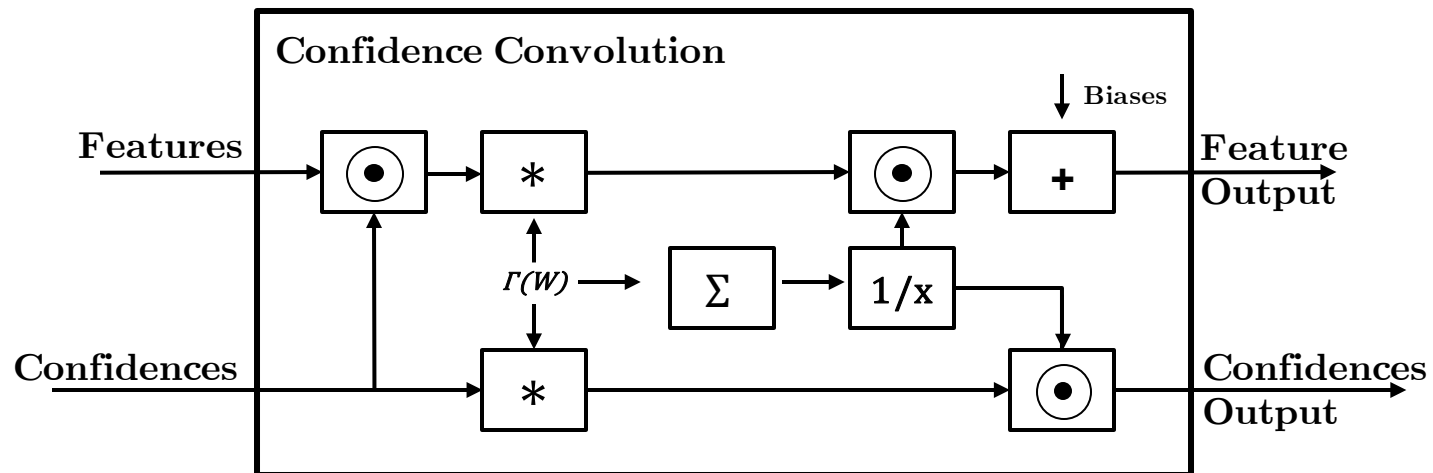 Confidence Convolution
Biases
Features
*
+
Feature
Output
Γ(W)
Σ
1/x
Confidences
*
Confidences
Output